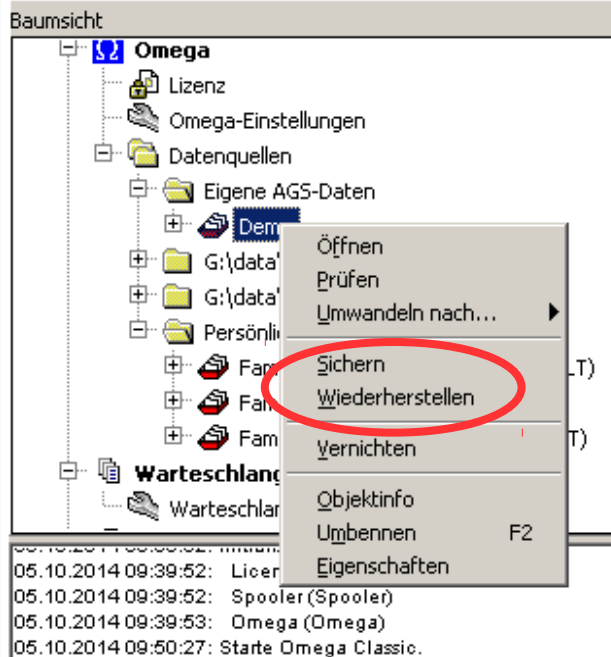 Baumsicht
Omega
Lizenz
Omega-Einstellungen
Datenquellen
Eigene AGS-Daten
Dem
G:\data'
G:\data'
Persönli
Fam LT)
Fam
Fam T)
Warteschlang
Warteschlar
Öffnen
Prüfen
Umwandeln nach...
Sichern
Wiederherstellen
Vernichten
Objektinfo
Umbennen F2
Eigenschaften
05.10.2014 09:39:52: Lizer
05.10.2014 09:39:52: Spooler (Spooler)
05.10.2014 09:39:53: Omega (Omega)
05.10.2014 09:50:27: Starte Omega Classic.